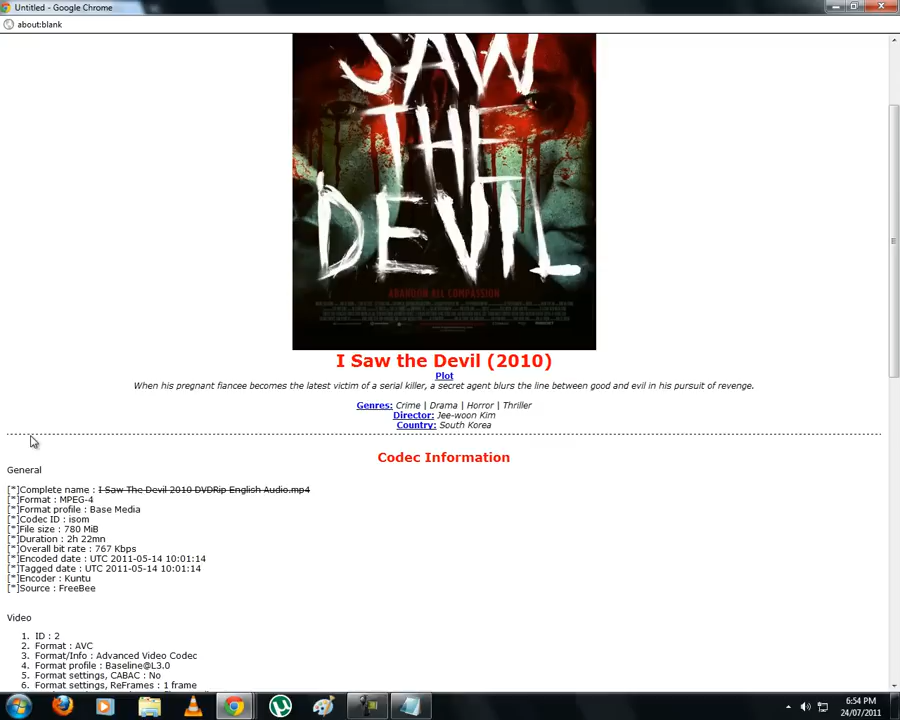 Untitled - Google Chrome
about:blank
SAW
THE
DEVIL
ABANDON ALL COMPASSION
I Saw the Devil (2010)
Plot
When his pregnant fiancee becomes the latest victim of a serial killer, a secret agent blurs the line between good and evil in his pursuit of revenge.
Genres: Crime | Drama | Horror | Thriller
Director: Jee-woon Kim
Country: South Korea
Codec Information
General
[*]Complete name : I Saw The Devil 2010 DVDRip English Audio.mp4
[*]Format : MPEG-4
[*]Format profile : Base Media
[*]Codec ID : isom
[*]File size : 780 MiB
[*]Duration : 2h 22mn
[*]Overall bit rate : 767 Kbps
[*]Encoded date : UTC 2011-05-14 10:01:14
[*]Tagged date : UTC 2011-05-14 10:01:14
[*]Encoder : Kuntu
[*]Source : FreeBee
Video
1. ID : 2
2. Format : AVC
3. Format/Info : Advanced Video Codec
4. Format profile : Baseline@L3.0
5. Format settings, CABAC : No
6. Format settings, ReFrames : 1 frame
6:54 PM
24/07/2011